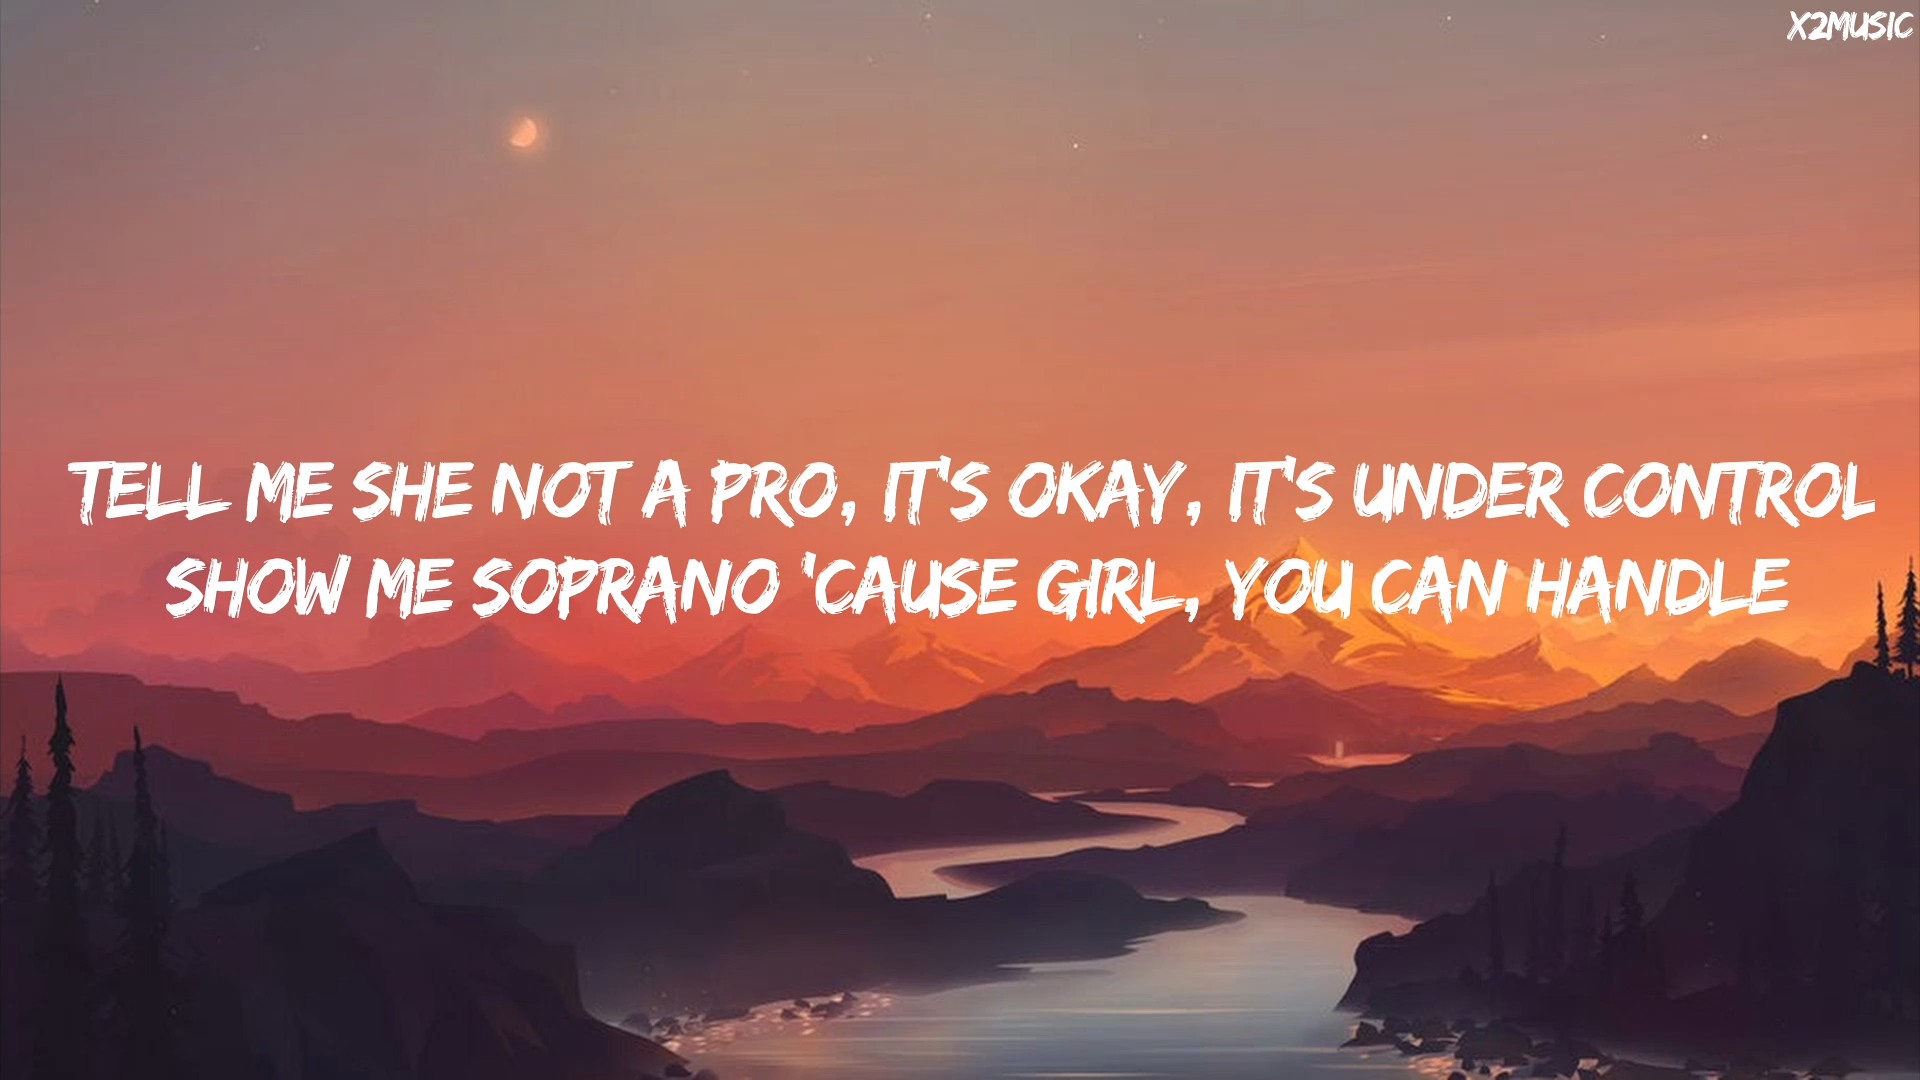 X2MUSIC
TELL ME SHE NOT A PRO, IT'S OKAY, IT'S UNDER CONTROL
SHOW ME SOPRANO 'CAUSE GIRL, YOU CAN HANDLE